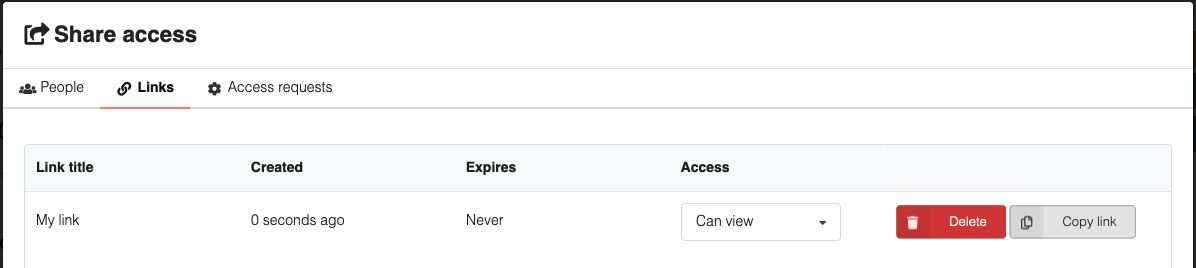 Share access
People Links Access requests
Link title Created Expires Access
My link 0 seconds ago Never Can view Delete Copy link